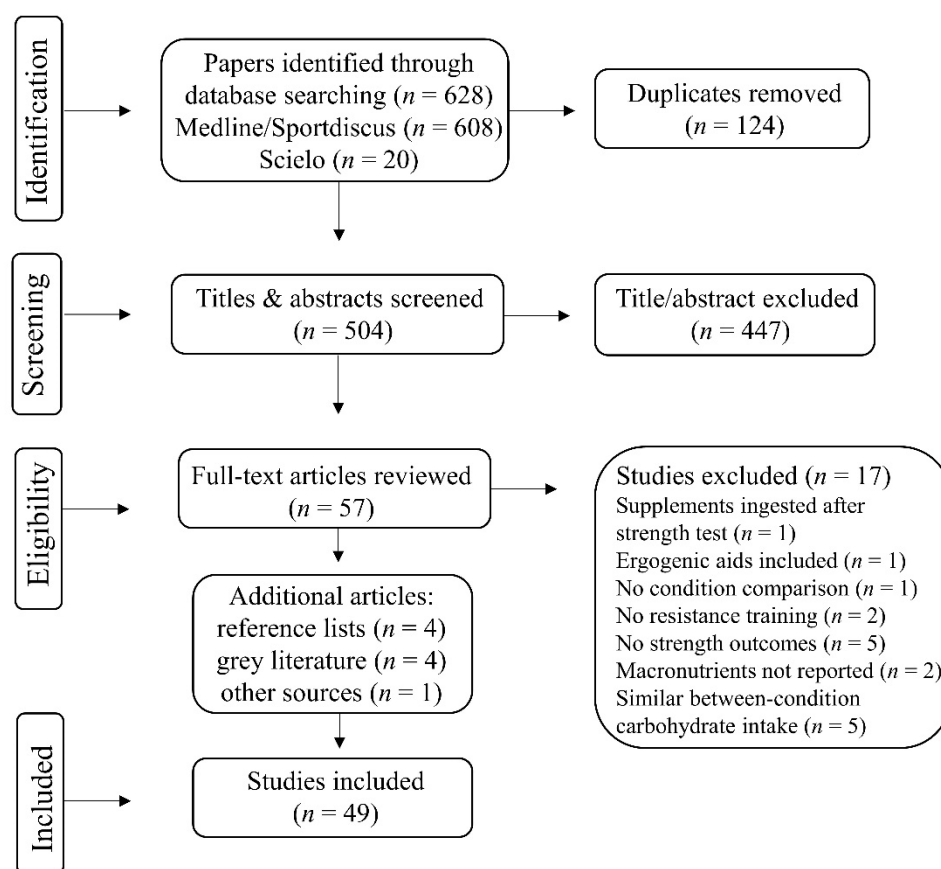 Identification
Papers identified through
database searching (n = 628)
Medline/Sportdiscus (n = 608)
Scielo (n = 20)
Duplicates removed
(n = 124)
Screening
Titles & abstracts screened
(n = 504)
Title/abstract excluded
(n = 447)
Eligibility
Full-text articles reviewed
(n = 57)
Studies excluded (n = 17)
Supplements ingested after
strength test (n = 1)
Ergogenic aids included (n = 1)
No condition comparison (n = 1)
No resistance training (n = 2)
No strength outcomes (n = 5)
Macronutrients not reported (n = 2)
Similar between-condition
carbohydrate intake (n = 5)
Additional articles:
reference lists (n = 4)
grey literature (n = 4)
other sources (n = 1)
Included
Studies included
(n = 49)